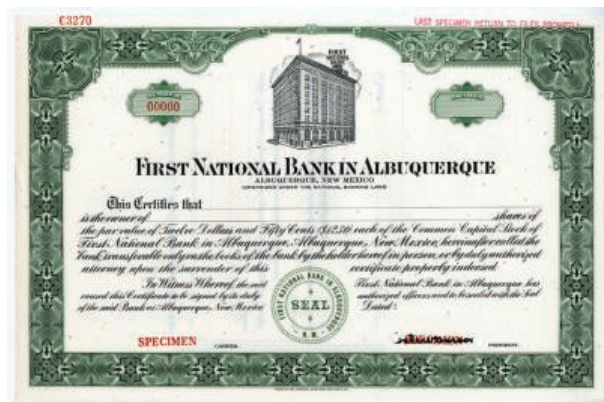 C3270
LAST SPECIMEN RETURN TO FILES PROMPTLY
FIRST
NATIONAL
BANK
00000
FIRST NATIONAL BANK IN ALBUQUERQUE
ALBUQUERQUE, NEW MEXICO
ORGANIZED UNDER THE NATIONAL BANKING LAWS
This Certifies that
is the owner of shares of
the par value of Twelve Dollars and Fifty Cents ($12.50) each of the Common Capital Stock of
First National Bank in Albuquerque, Albuquerque, New Mexico, hereinafter called the
bank, transferable only on the books of the bank by the holder hereof in person, or by duly authorized
attorney upon the surrender of this certificate properly indorsed.
In Witness Whereof, the said First National Bank in Albuquerque has
caused this Certificate to be signed by its duly authorized officers and to be sealed with the Seal
of the said Bank in Albuquerque, New Mexico Dated:
FIRST NATIONAL BANK IN ALBUQUERQUE
SEAL
N. M.
SPECIMEN
CASHIER.
PRESIDENT.